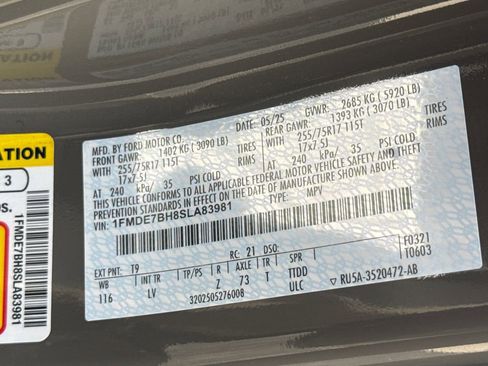 MFD. BY FORD MOTOR CO.
DATE: 05/25 GVWR: 2685 KG ( 5920 LB)
FRONT GAWR: 1402 KG ( 3090 LB) REAR GAWR: 1393 KG ( 3070 LB)
WITH 255/75R17 115T TIRES WITH 255/75R17 115T TIRES
17x7.5J RIMS 17x7.5J RIMS
AT 240 kPa/ 35 PSI COLD AT 240 kPa/ 35 PSI COLD
THIS VEHICLE CONFORMS TO ALL APPLICABLE FEDERAL MOTOR VEHICLE SAFETY AND
THEFT PREVENTION STANDARDS IN EFFECT ON THE DATE OF MANUFACTURE SHOWN ABOVE.
VIN: 1FMDE7BH8SLA83981 TYPE: MPV
F0321
T0603
EXT PNT: T9 RC: 21 DSO:
WB INT TR TP/PS R AXLE TR SPR
116 LV Z 73 T TTDD
3202505276008 ULC
▽ RU5A-3520472-AB
ATION
3
OS.
1FMDE7BH8SLA83981